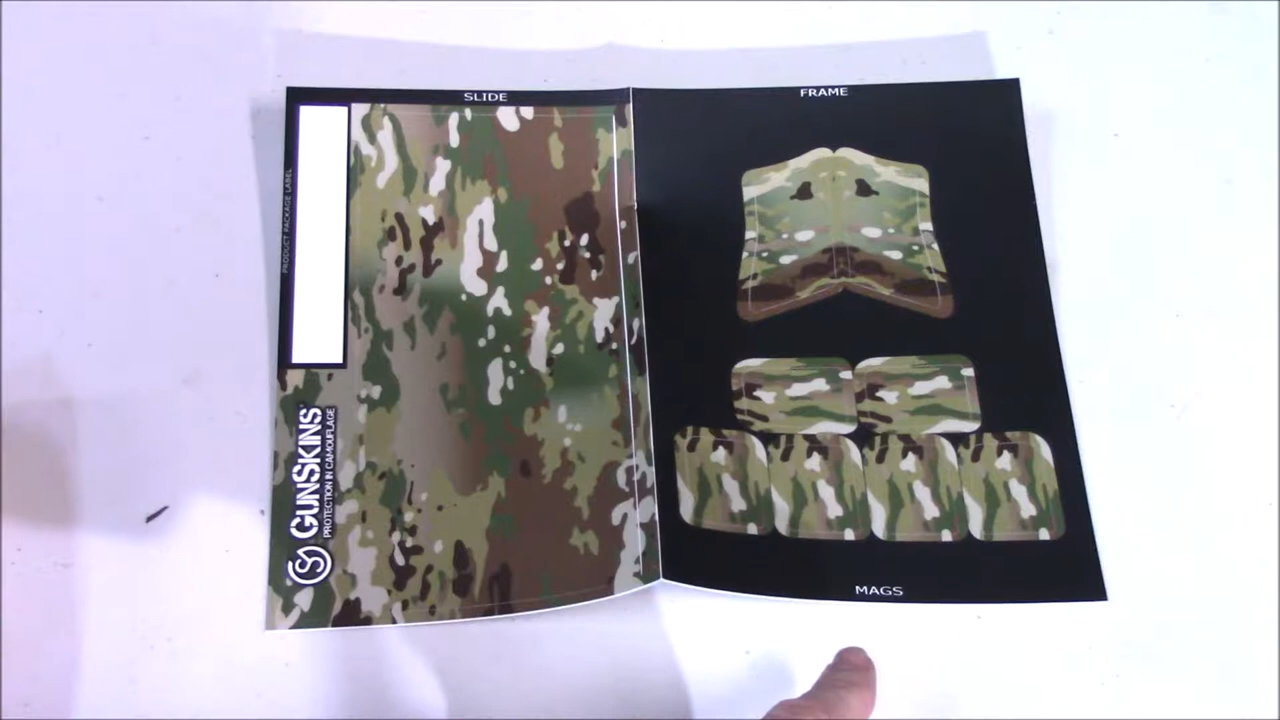 SLIDE
FRAME
PRODUCT PACKAGE LABEL
GUNSKINS®
PROTECTION IN CAMOUFLAGE
MAGS